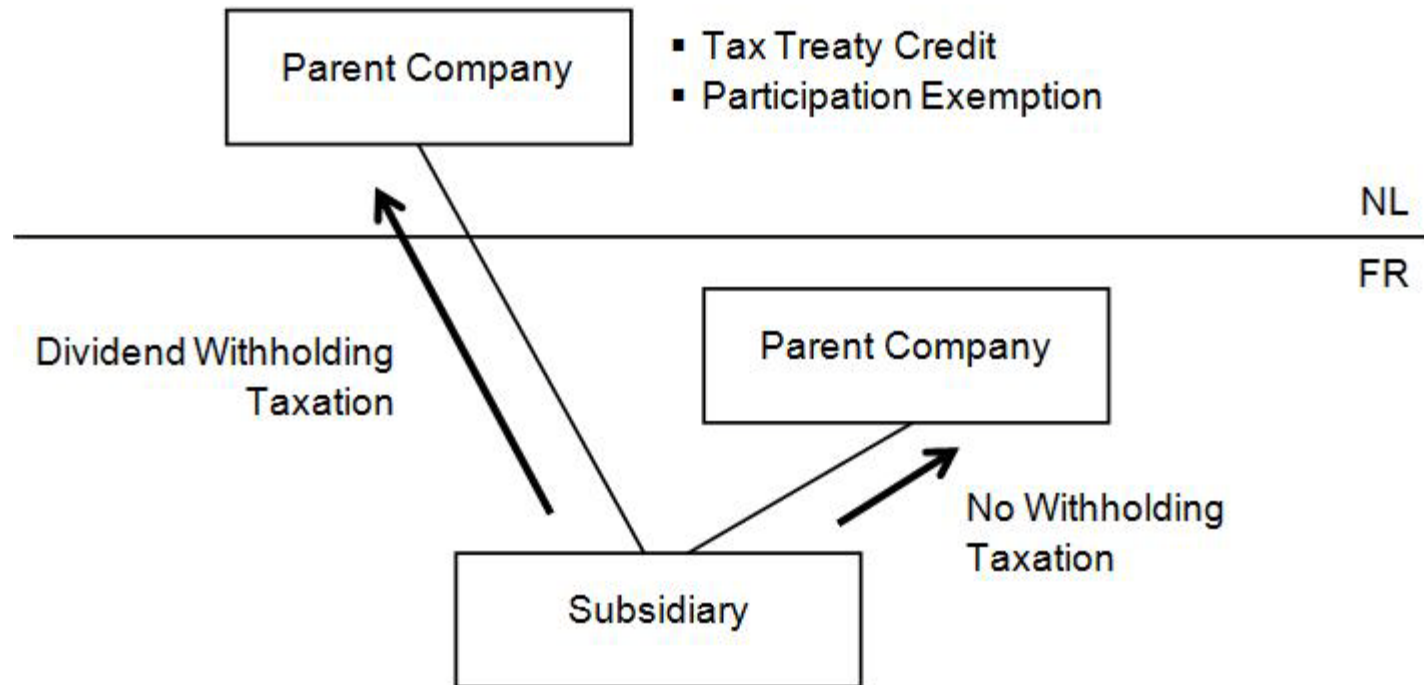 Parent Company
▪ Tax Treaty Credit
▪ Participation Exemption
NL
FR
Parent Company
Dividend Withholding
Taxation
No Withholding
Taxation
Subsidiary